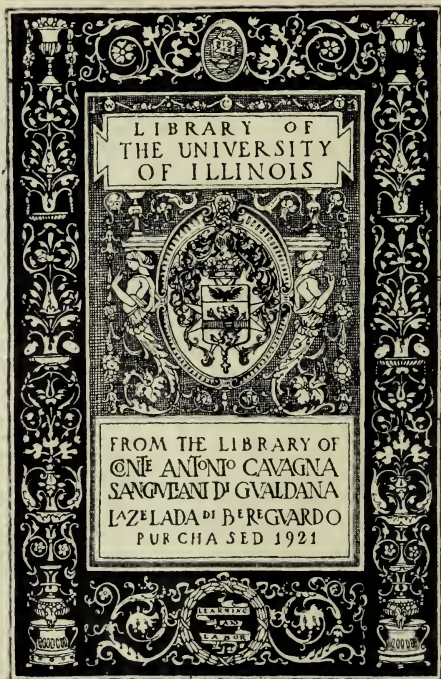 LIBRARY OF
THE UNIVERSITY
OF ILLINOIS
FROM THE LIBRARY OF
CONTE ANTONIO CAVAGNA
SANGIULIANI DI GUALDANA
LAZELADA DI BEREGUARDO
PURCHASED 1921
LEARNING
AND
LABOR